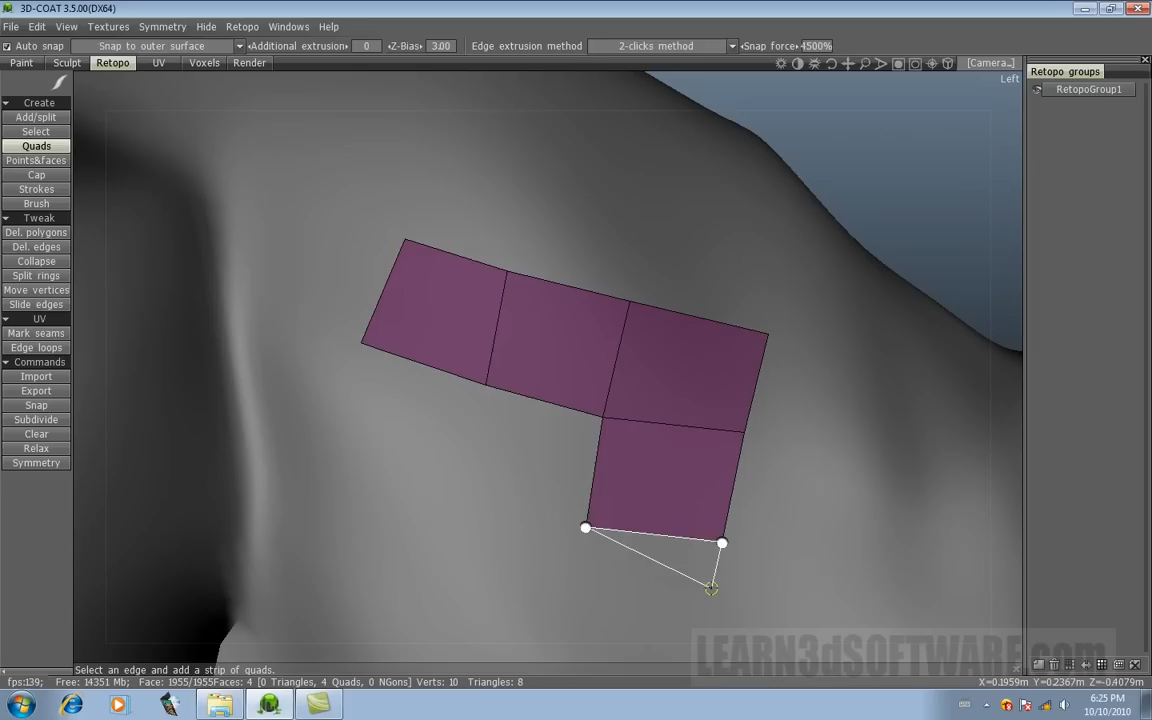 3D-COAT 3.5.00(DX64)
File Edit View Textures Symmetry Hide Retopo Windows Help
Auto snap Snap to outer surface Additional extrusion 0 Z-Bias 3.00 Edge extrusion method 2-clicks method Snap force 4500%
Paint Sculpt Retopo UV Voxels Render [Camera...]
Left
Retopo groups
RetopoGroup1
Create
Add/split
Select
Quads
Points&faces
Cap
Strokes
Brush
Tweak
Del. polygons
Del. edges
Collapse
Split rings
Move vertices
Slide edges
UV
Mark seams
Edge loops
Commands
Import
Export
Snap
Subdivide
Clear
Relax
Symmetry
LEARN3dSOFTWARE.com
Select an edge and add a strip of quads.
fps:139; Free: 14351 Mb; Face: 1955/1955Faces: 4 [0 Triangles, 4 Quads, 0 NGons] Verts: 10 Triangles: 8 X=0.1959m Y=0.2367m Z=-0.4079m
6:25 PM
10/10/2010